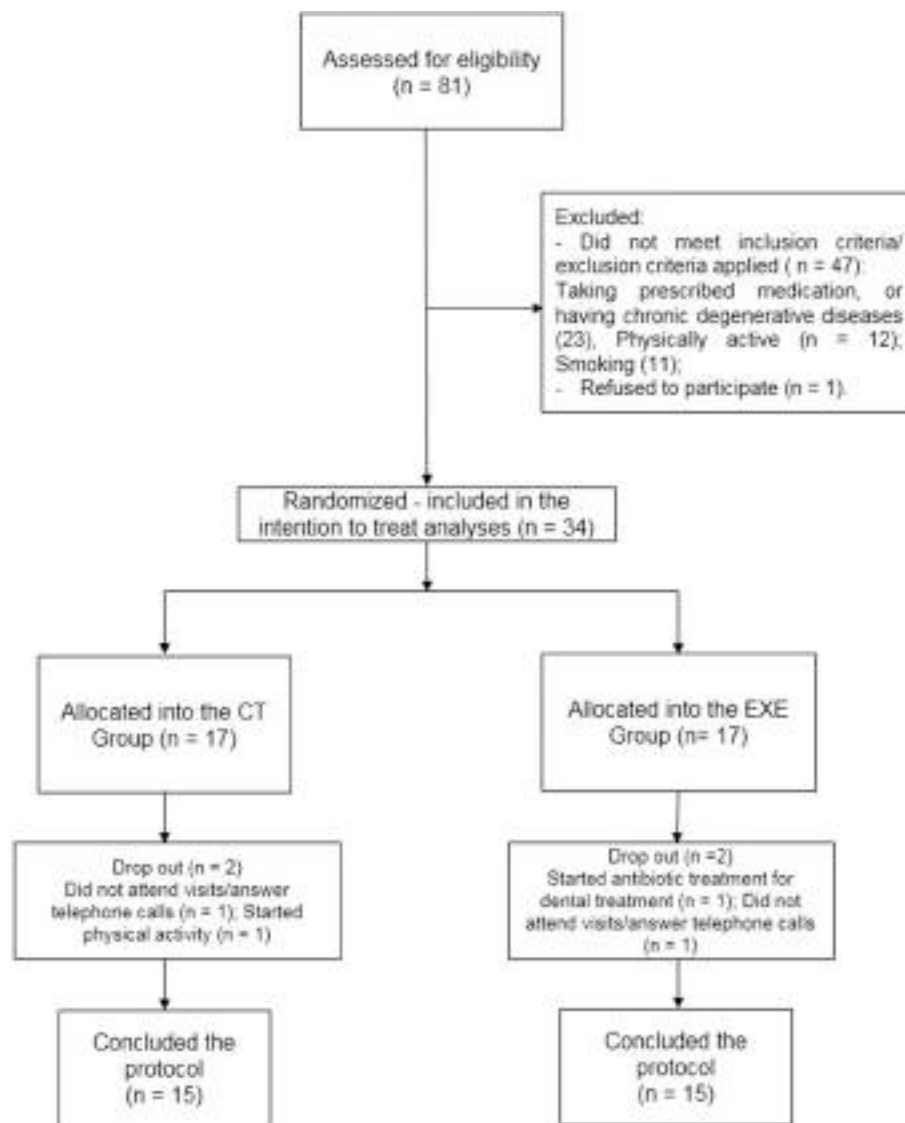 Assessed for eligibility
(n = 81)
Excluded:
- Did not meet inclusion criteria/
exclusion criteria applied ( n = 47);
Taking prescribed medication, or
having chronic degenerative diseases
(23), Physically active (n = 12);
Smoking (11);
- Refused to participate (n = 1).
Randomized - included in the
intention to treat analyses (n = 34)
Allocated into the CT
Group (n = 17)
Allocated into the EXE
Group (n= 17)
Drop out (n = 2)
Did not attend visits/answer
telephone calls (n = 1); Started
physical activity (n = 1)
Drop out (n =2)
Started antibiotic treatment for
dental treatment (n = 1); Did not
attend visits/answer telephone calls
(n = 1)
Concluded the
protocol
(n = 15)
Concluded the
protocol
(n = 15)